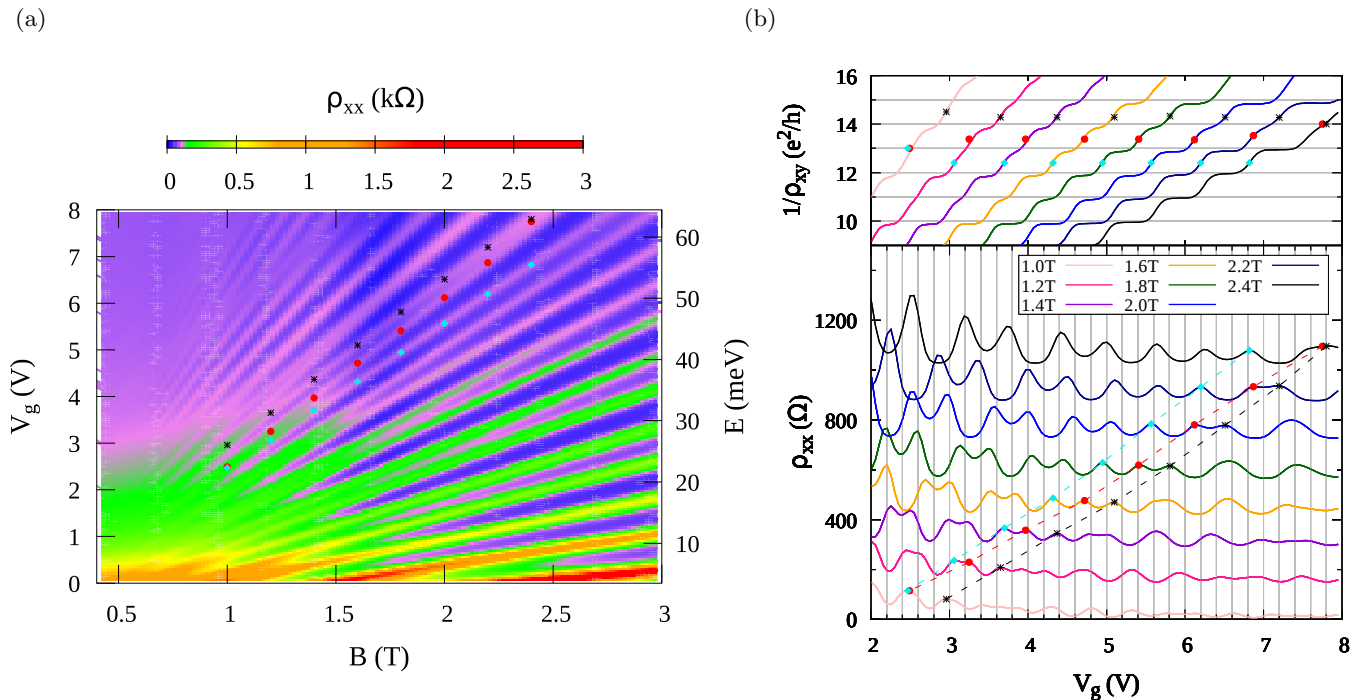 (a)
(b)
ρxx (kΩ)
0 0.5 1 1.5 2 2.5 3
8
7
6
5
4
3
2
1
0
Vg (V)
0.5 1 1.5 2 2.5 3
B (T)
60
50
40
30
20
10
E (meV)
16
14
12
10
1/ρxy (e²/h)
1.0T 1.6T 2.2T
1.2T 1.8T 2.4T
1.4T 2.0T
1200
800
400
0
ρxx (Ω)
2 3 4 5 6 7 8
Vg (V)